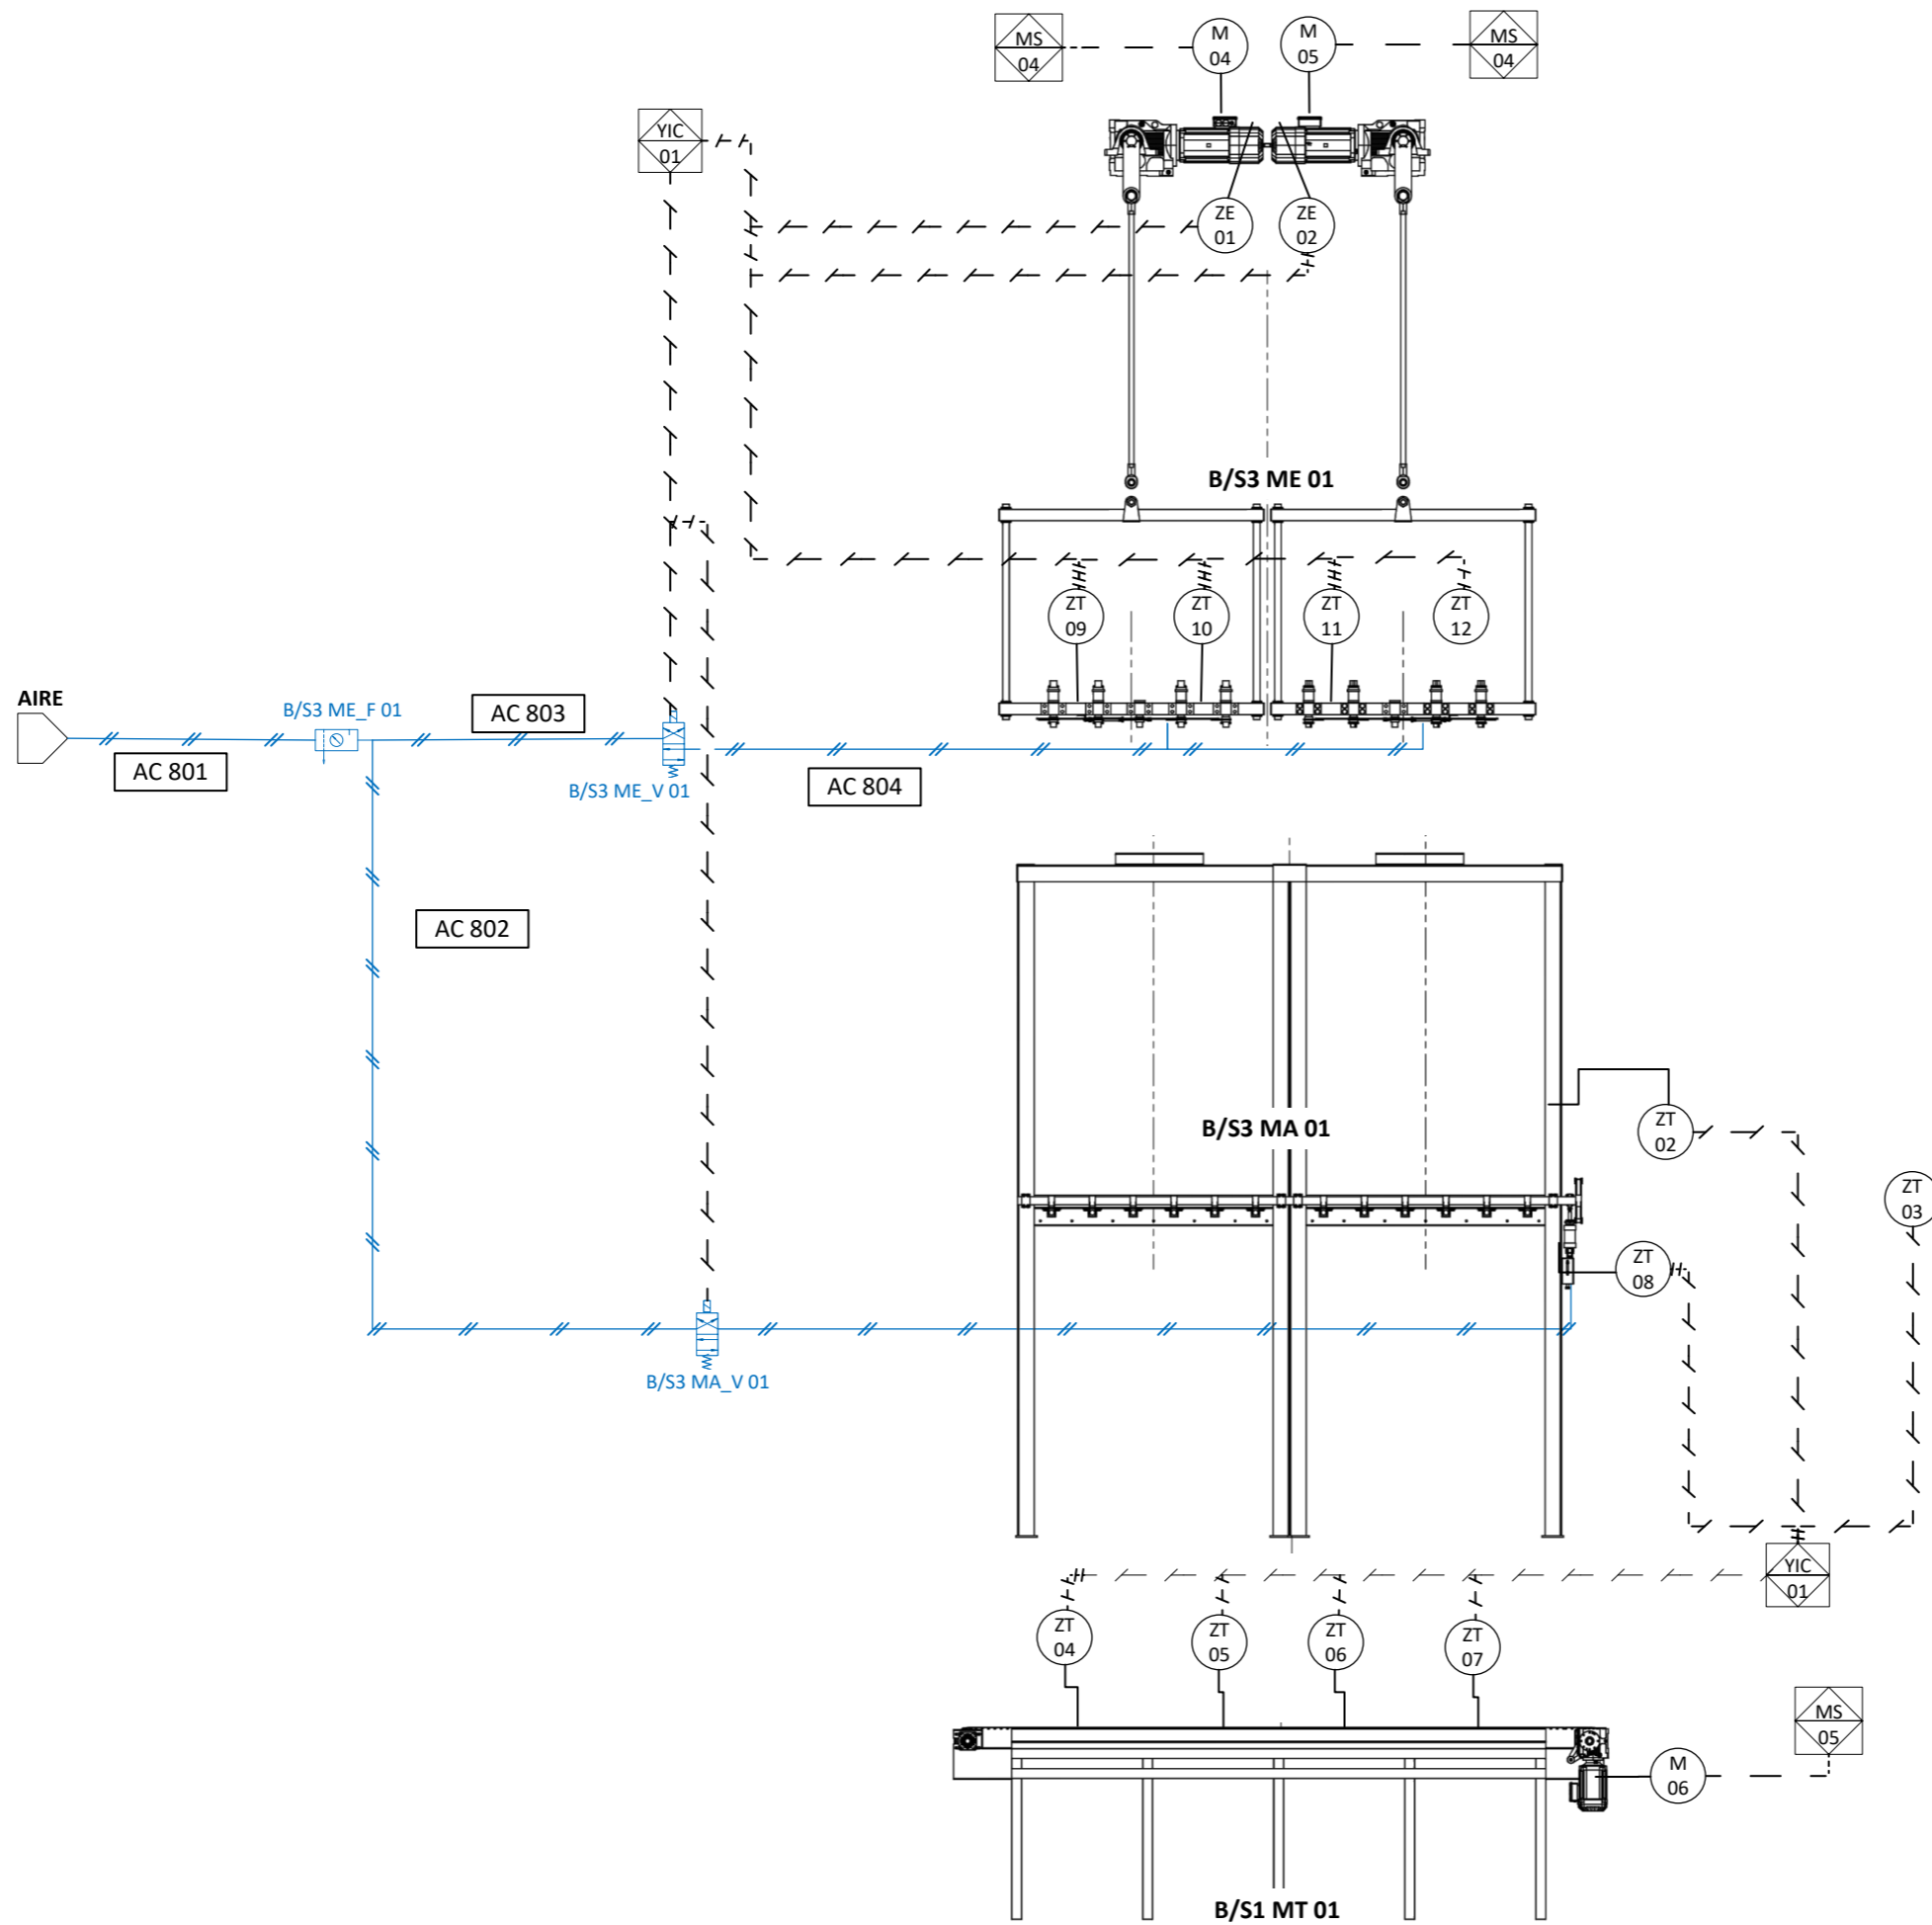 MS
04
M
04
M
05
MS
04
YIC
01
ZE
01
ZE
02
B/S3 ME 01
ZT
09
ZT
10
ZT
11
ZT
12
AIRE
B/S3 ME_F 01
AC 803
AC 801
B/S3 ME_V 01
AC 804
AC 802
B/S3 MA 01
ZT
02
ZT
03
ZT
08
B/S3 MA_V 01
YIC
01
ZT
04
ZT
05
ZT
06
ZT
07
MS
05
M
06
B/S1 MT 01